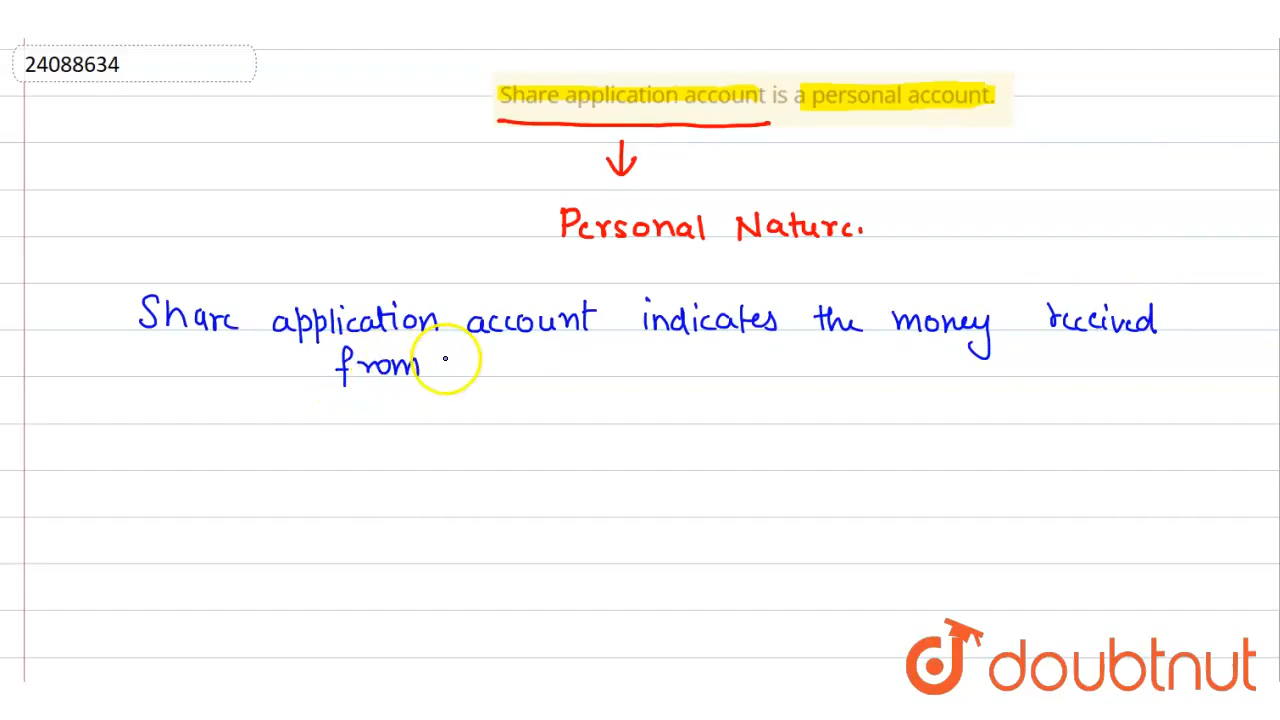 24088634
Share application account is a personal account.
Personal Nature.
Share application account indicates the money received
from
doubtnut